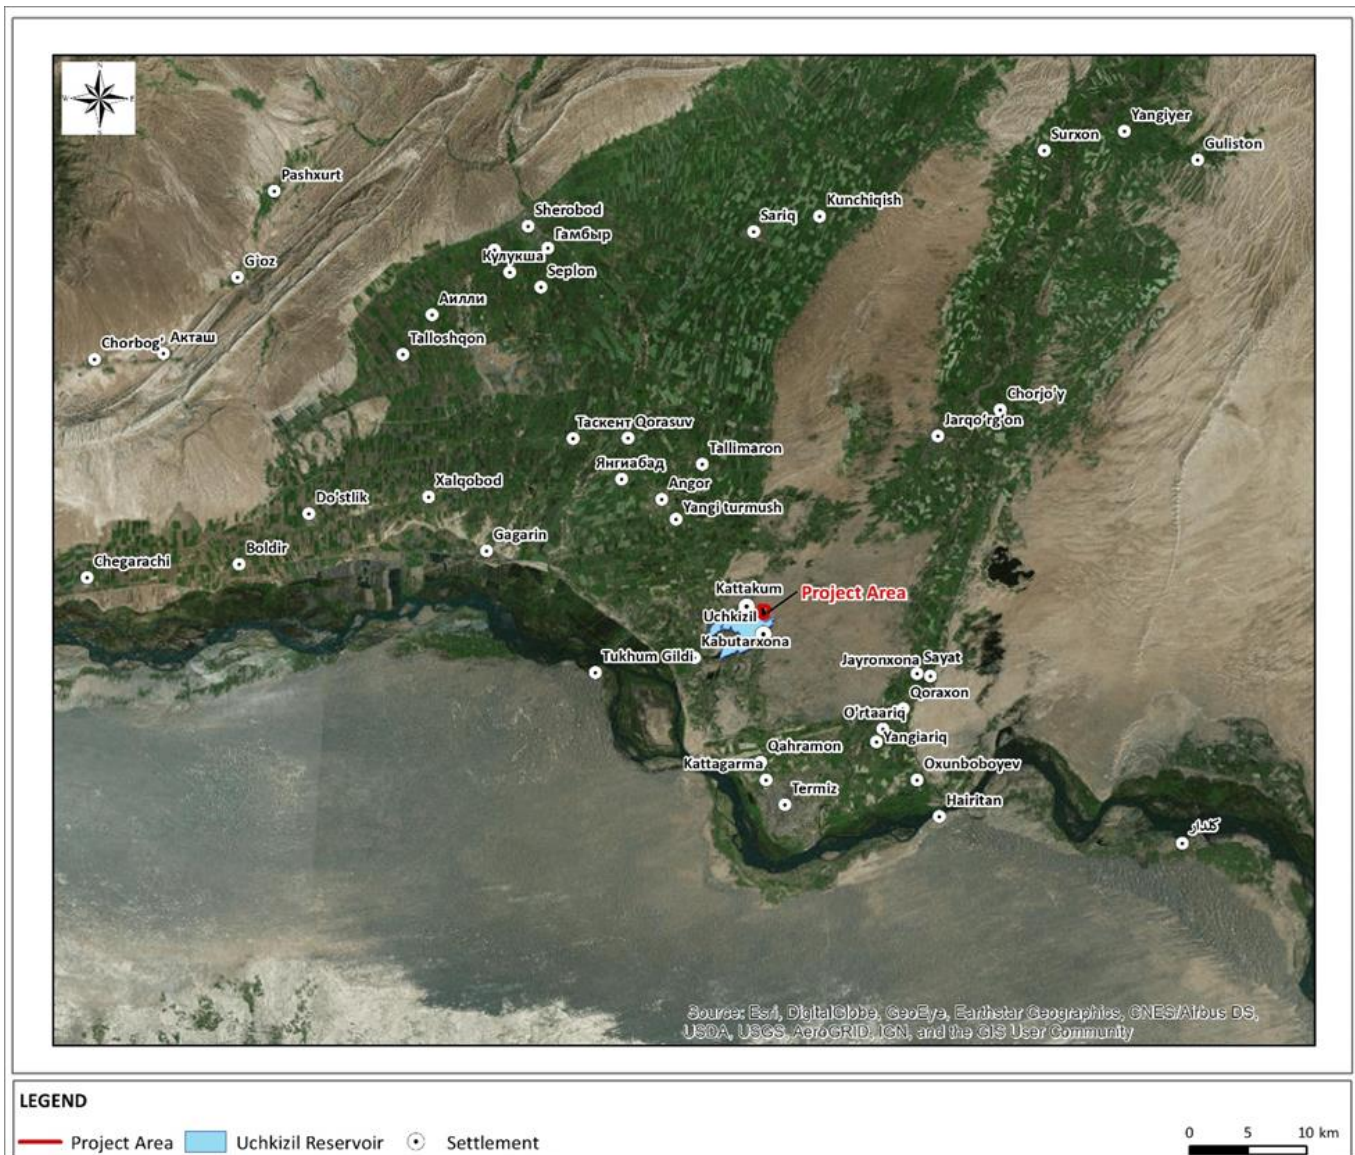 N
W
E
S
Yangiyer
Surxon
Guliston
Pashxurt
Kunchiqish
Sariq
Sherobod
Гамбыр
Кулукша
Seplon
Gioz
Аилли
Talloshqon
Chorbog'
Акташ
Chorjo'y
Jarqo'rg'on
Таскент
Qorasuv
Tallimaron
Янгиабад
Angor
Xalqobod
Do'stlik
Yangi turmush
Gagarin
Boldir
Chegarachi
Kattakum
Project Area
Uchkizil
Kabutarxona
Tukhum Gildi
Jayronxona
Sayat
Qoraxon
O'rtaariq
Yangiariq
Qahramon
Kattagarma
Oxunboboyev
Termiz
Hairitan
كلدار
Source: Esri, DigitalGlobe, GeoEye, Earthstar Geographics, CNES/Airbus DS,
USDA, USGS, AeroGRID, IGN, and the GIS User Community
LEGEND
Project Area
Uchkizil Reservoir
Settlement
0 5 10 km